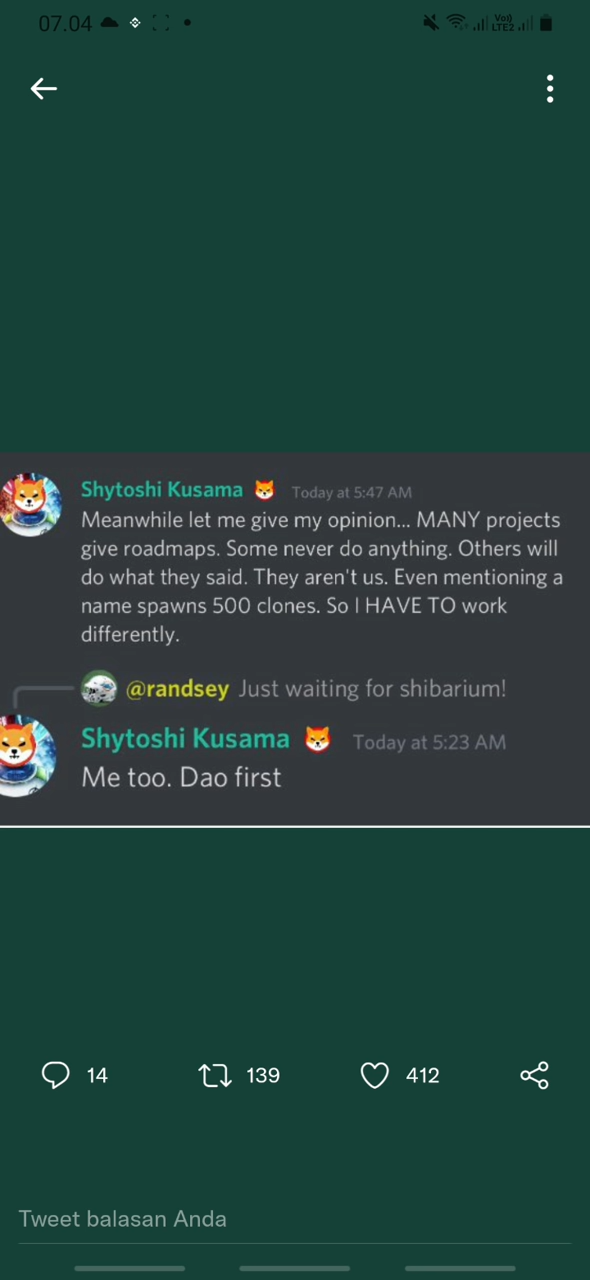 07.04
Vo))
LTE2
Shytoshi Kusama Today at 5:47 AM
Meanwhile let me give my opinion... MANY projects
give roadmaps. Some never do anything. Others will
do what they said. They aren't us. Even mentioning a
name spawns 500 clones. So I HAVE TO work
differently.
@randsey Just waiting for shibarium!
Shytoshi Kusama Today at 5:23 AM
Me too. Dao first
14 139 412
Tweet balasan Anda